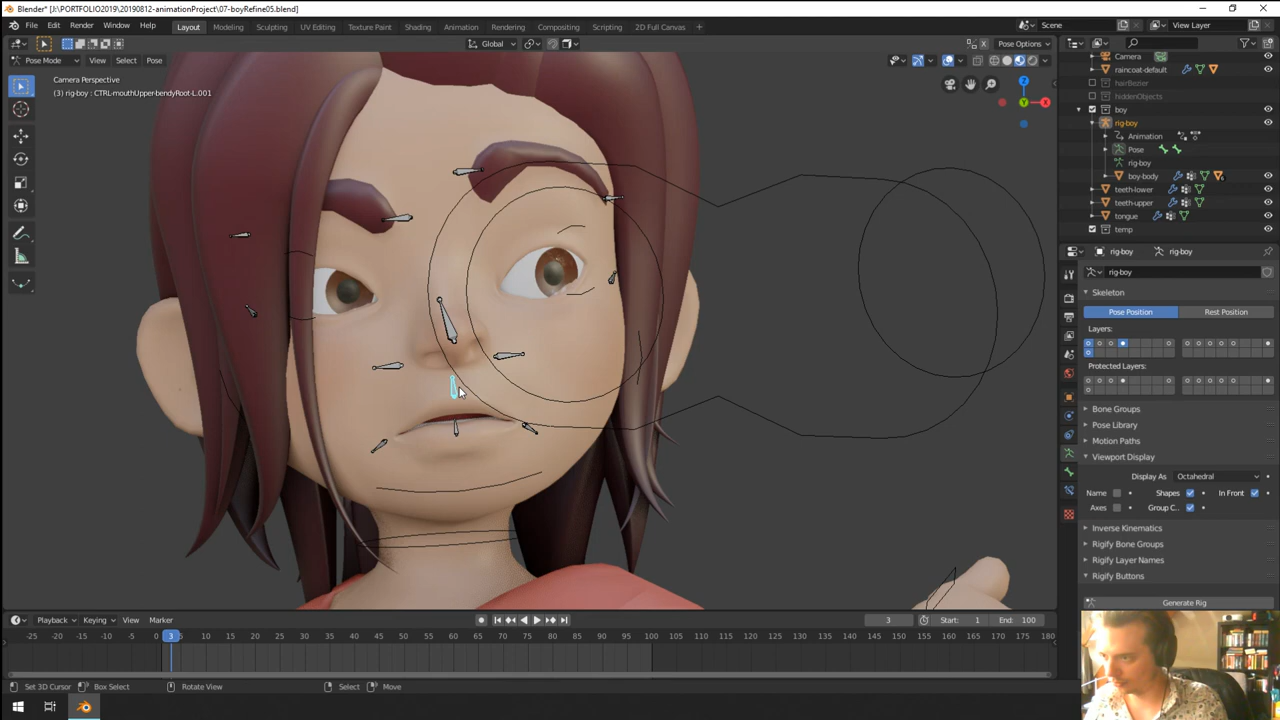 Blender* [J:\PORTFOLIO2019\20190812-animationProject\07-boyRefine05.blend]
File Edit Render Window Help Layout Modeling Sculpting UV Editing Texture Paint Shading Animation Rendering Compositing Scripting 2D Full Canvas Scene View Layer
Global Pose Options
Pose Mode View Select Pose
Camera Perspective
(3) rig-boy : CTRL-mouthUpper-bendyRoot-L.001
Camera
raincoat-default
hairBezier
hiddenObjects
boy
rig-boy
Animation
Pose
rig-boy
boy-body
teeth-lower
teeth-upper
tongue
temp
rig-boy rig-boy
rig-boy
Skeleton
Pose Position Rest Position
Layers:
Protected Layers:
Bone Groups
Pose Library
Motion Paths
Viewport Display
Display As Octahedral
Name Shapes In Front
Axes Group C..
Inverse Kinematics
Rigify Bone Groups
Rigify Layer Names
Rigify Buttons
Generate Rig
Playback Keying View Marker 3 Start: 1 End: 100
-25 -20 -15 -10 -5 0 3 5 10 15 20 25 30 35 40 45 50 55 60 65 70 75 80 85 90 95 100 105 110 115 120 125 130 135 140 145 150 155 160 165 170 175 180
Set 3D Cursor Box Select Rotate View Select Move